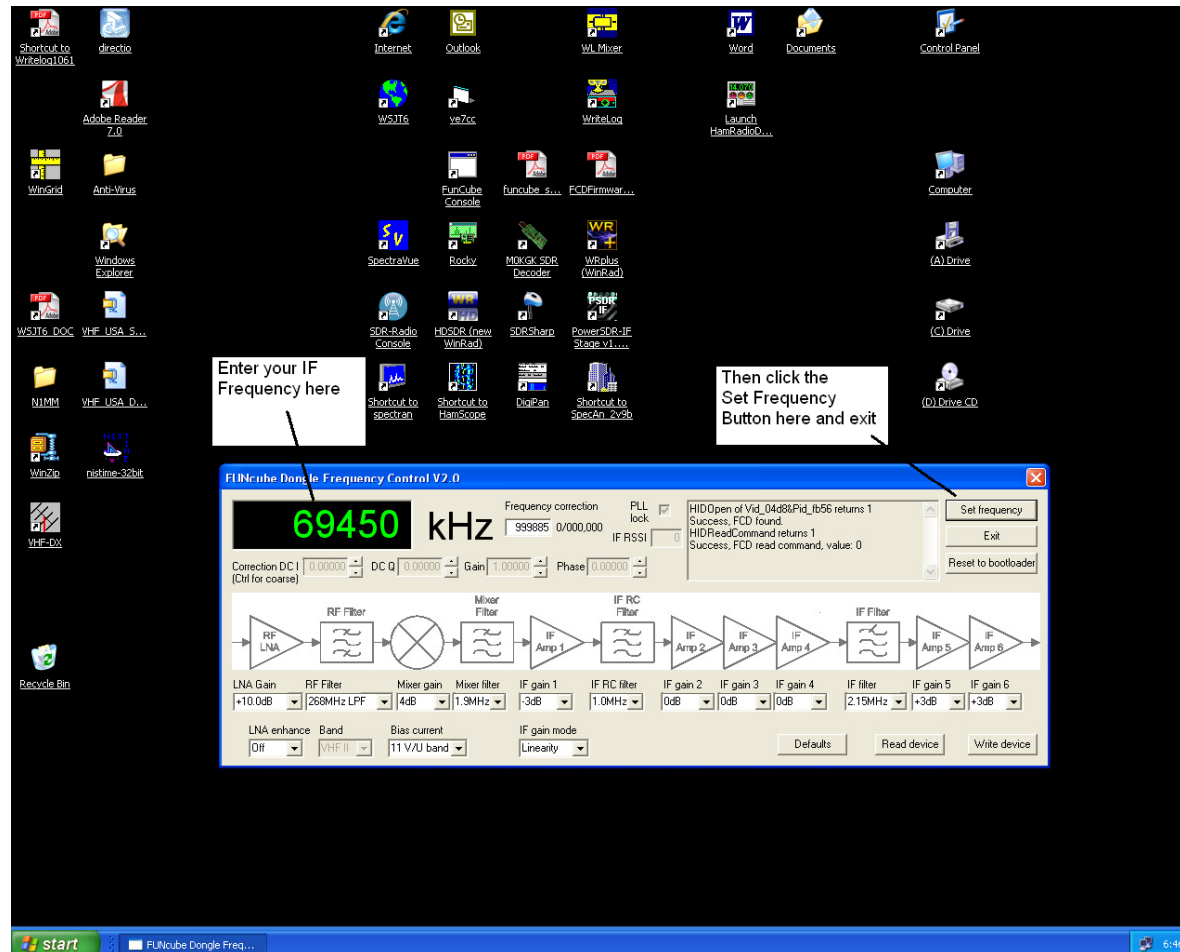 Shortcut to
Writelog1061
directio
Internet
Outlook
WL Mixer
Word
Documents
Control Panel
Adobe Reader
7.0
WSJT6
ve7cc
WriteLog
14.070
Launch
HamRadioD...
WinGrid
Anti-Virus
FunCube
Console
funcube_s...
FCDFirmwar...
Computer
Windows
Explorer
SpectraVue
Rocky
M0KGK SDR
Decoder
WRplus
(WinRad)
(A) Drive
WSJT6 DOC
VHF USA S...
SDR-Radio
Console
HDSDR (new
WinRad)
SDRSharp
PowerSDR-IF
Stage v1....
(C) Drive
Enter your IF
Frequency here
Then click the
Set Frequency
Button here and exit
N1MM
VHF USA D...
Shortcut to
spectran
Shortcut to
HamScope
DigiPan
Shortcut to
SpecAn_2v9b
(D) Drive CD
WinZip
nistime-32bit
VHF-DX
Recycle Bin
FUNcube Dongle Frequency Control V2.0
69450 kHz
Frequency correction
999885 0/000,000
PLL
lock
IF RSSI 0
HIDOpen of Vid_04d8&Pid_fb56 returns 1
Success, FCD found.
HIDReadCommand returns 1
Success, FCD read command, value: 0
Set frequency
Exit
Reset to bootloader
Correction DC I 0.00000 DC Q 0.00000 Gain 1.00000 Phase 0.00000
(Ctrl for coarse)
RF Filter
Mixer
Filter
IF RC
Filter
IF Filter
RF
LNA
IF
Amp 1
IF
Amp 2
IF
Amp 3
IF
Amp 4
IF
Amp 5
IF
Amp 6
LNA Gain RF Filter Mixer gain Mixer filter IF gain 1 IF RC filter IF gain 2 IF gain 3 IF gain 4 IF filter IF gain 5 IF gain 6
+10.0dB 268MHz LPF 4dB 1.9MHz -3dB 1.0MHz 0dB 0dB 0dB 2.15MHz +3dB +3dB
LNA enhance Band Bias current IF gain mode
Off VHF II 11 V/U band Linearity
Defaults Read device Write device
start
FUNcube Dongle Freq...